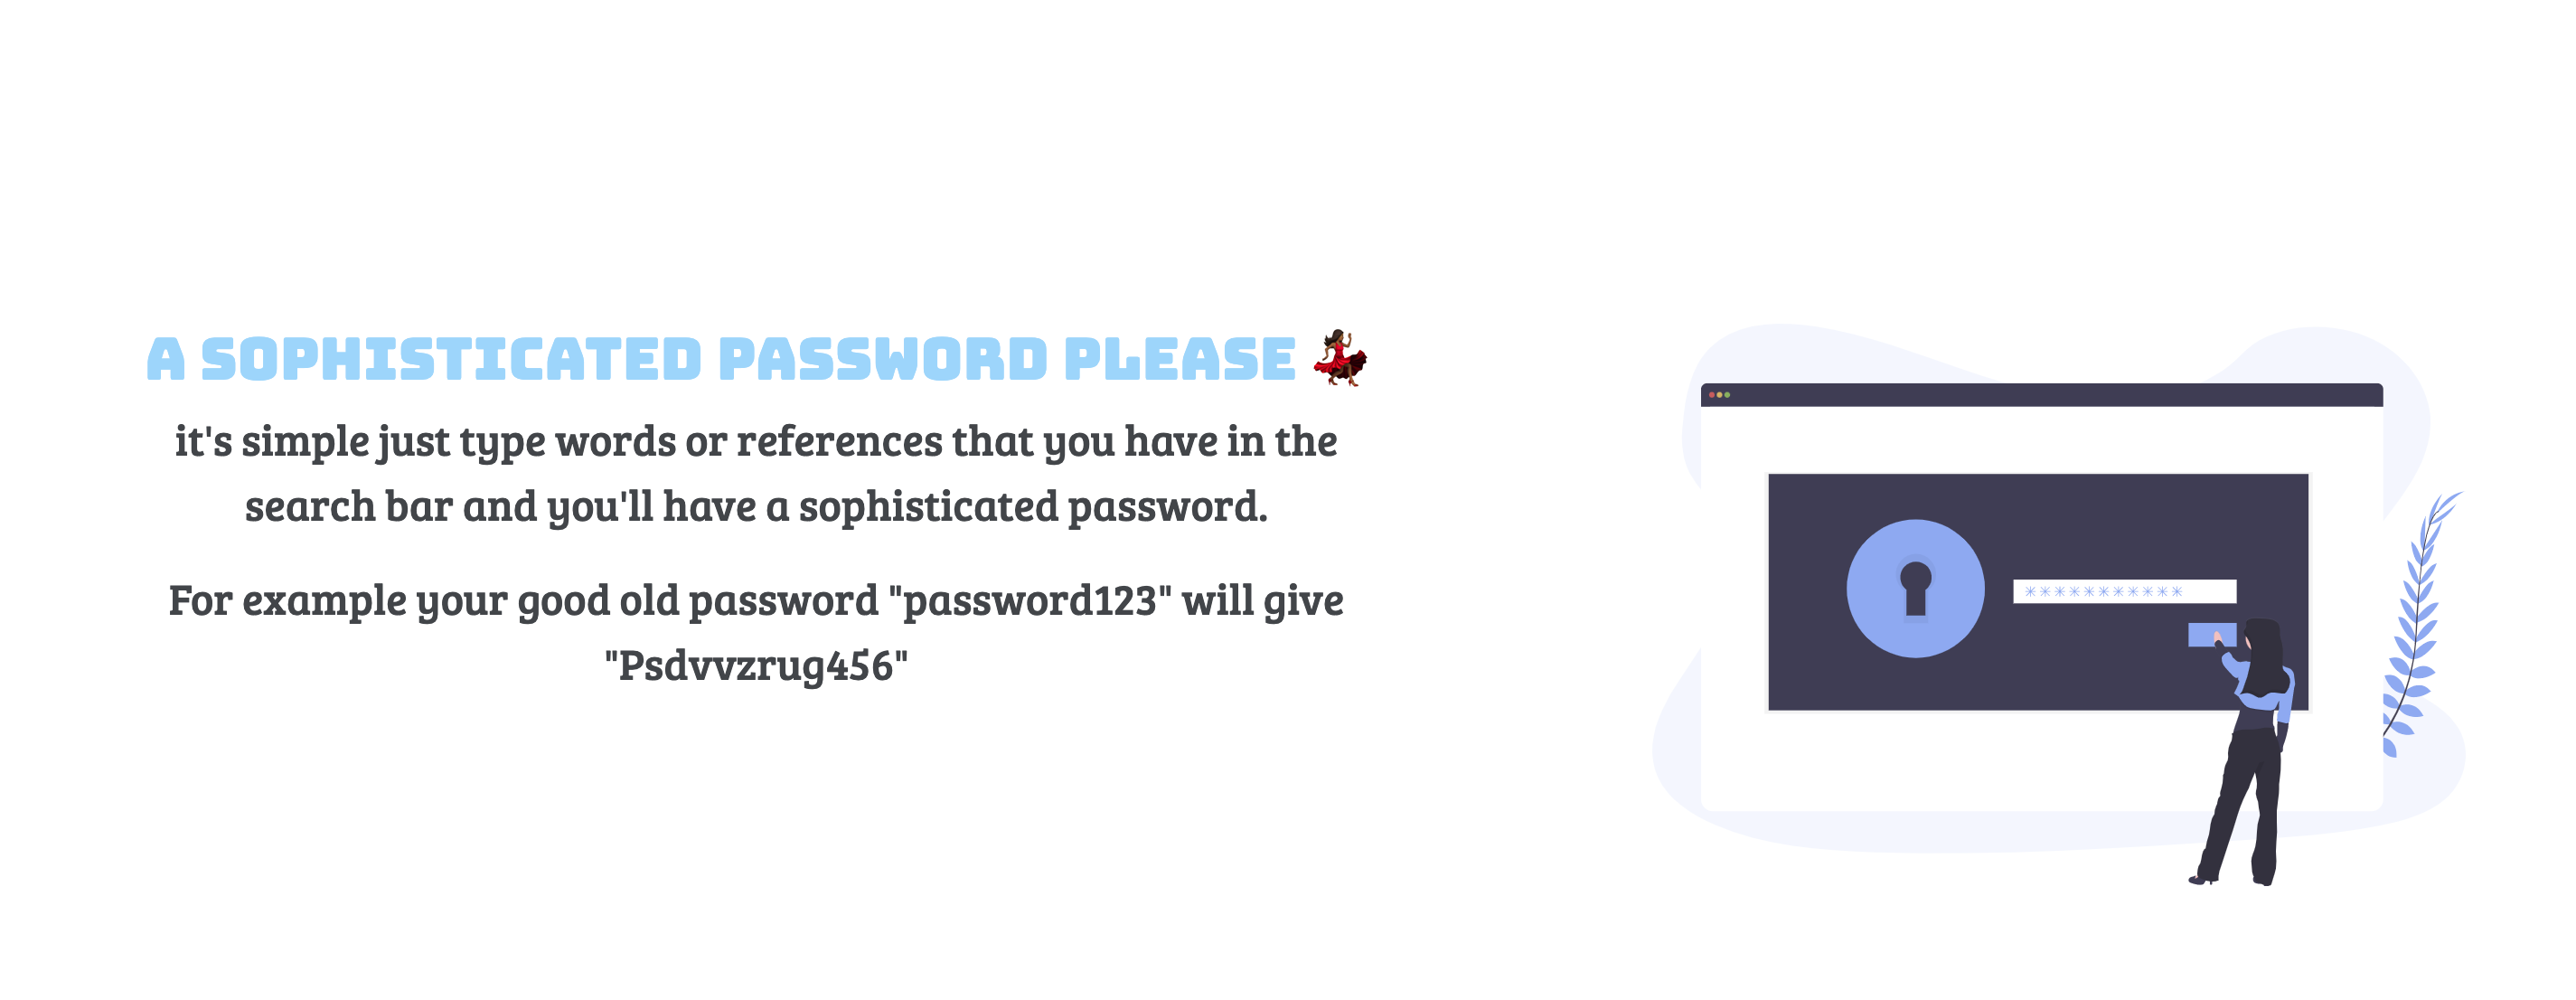 A SOPHISTICATED PASSWORD PLEASE 💃🏿
it's simple just type words or references that you have in the
search bar and you'll have a sophisticated password.
For example your good old password "password123" will give
"Psdvvzrug456"
***********